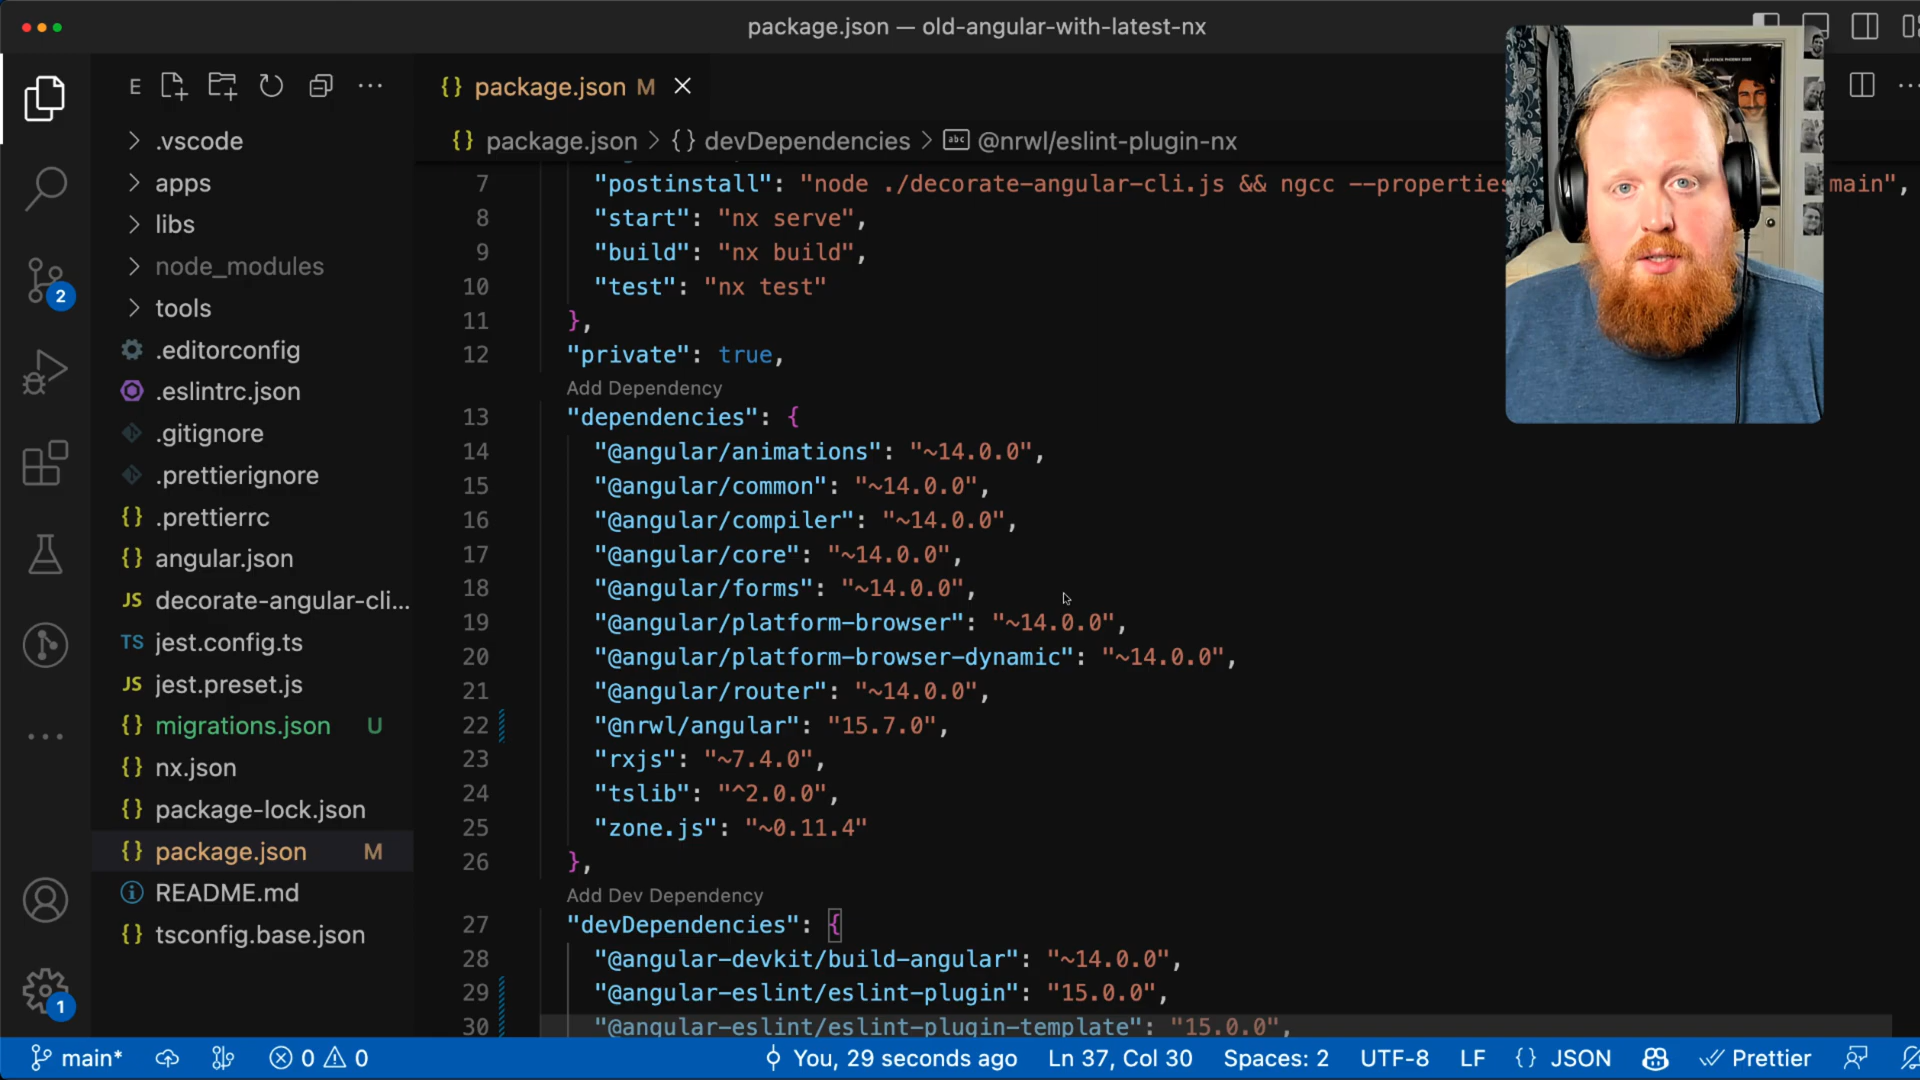 package.json — old-angular-with-latest-nx
E
package.json M
package.json > {} devDependencies > abc @nrwl/eslint-plugin-nx
.vscode
apps
libs
node_modules
tools
.editorconfig
.eslintrc.json
.gitignore
.prettierignore
{} .prettierrc
{} angular.json
JS decorate-angular-cli...
TS jest.config.ts
JS jest.preset.js
{} migrations.json U
{} nx.json
{} package-lock.json
{} package.json M
README.md
{} tsconfig.base.json
2
1
7 "postinstall": "node ./decorate-angular-cli.js && ngcc --properties main",
8 "start": "nx serve",
9 "build": "nx build",
10 "test": "nx test"
11 },
12 "private": true,
Add Dependency
13 "dependencies": {
14 "@angular/animations": "~14.0.0",
15 "@angular/common": "~14.0.0",
16 "@angular/compiler": "~14.0.0",
17 "@angular/core": "~14.0.0",
18 "@angular/forms": "~14.0.0",
19 "@angular/platform-browser": "~14.0.0",
20 "@angular/platform-browser-dynamic": "~14.0.0",
21 "@angular/router": "~14.0.0",
22 "@nrwl/angular": "15.7.0",
23 "rxjs": "~7.4.0",
24 "tslib": "^2.0.0",
25 "zone.js": "~0.11.4"
26 },
Add Dev Dependency
27 "devDependencies": {
28 "@angular-devkit/build-angular": "~14.0.0",
29 "@angular-eslint/eslint-plugin": "15.0.0",
30 "@angular-eslint/eslint-plugin-template": "15.0.0",
main* 0 0 You, 29 seconds ago Ln 37, Col 30 Spaces: 2 UTF-8 LF {} JSON Prettier